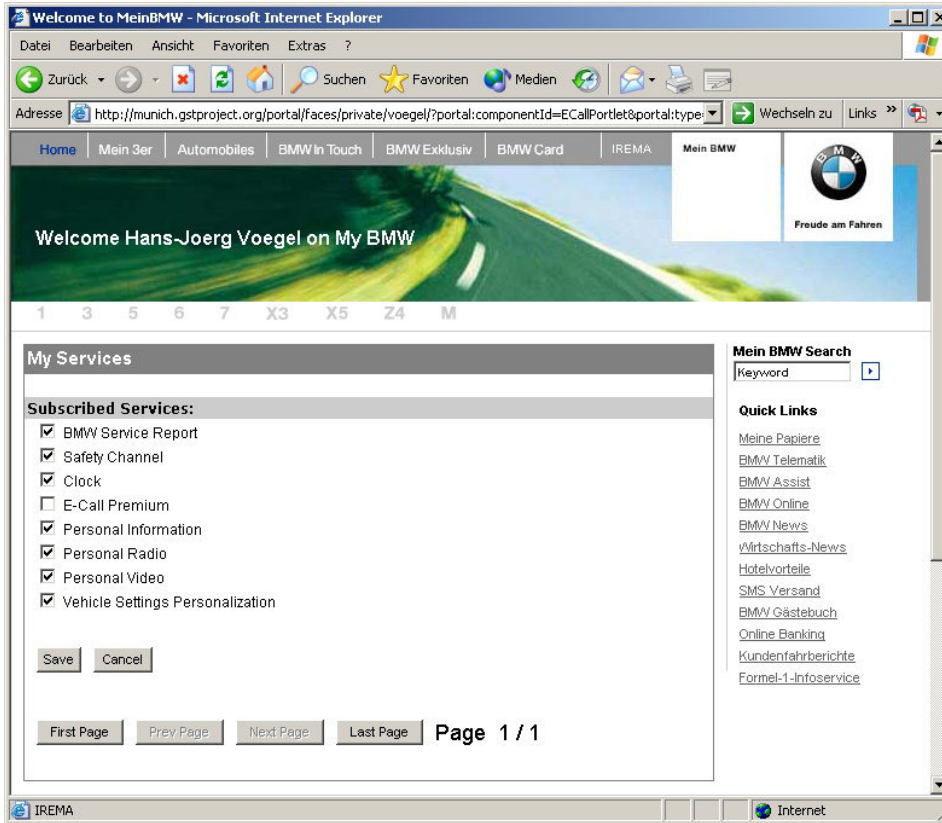 Welcome to MeinBMW - Microsoft Internet Explorer
Datei Bearbeiten Ansicht Favoriten Extras ?
Zurück Suchen Favoriten Medien
Adresse http://munich.gstproject.org/portal/faces/private/voegel/?portal:componentId=ECallPortlet&portal:type Wechseln zu Links »
Home Mein 3er Automobiles BMW In Touch BMW Exklusiv BMW Card IREMA Mein BMW
BMW
Freude am Fahren
Welcome Hans-Joerg Voegel on My BMW
1 3 5 6 7 X3 X5 Z4 M
My Services
Subscribed Services:
BMW Service Report
Safety Channel
Clock
E-Call Premium
Personal Information
Personal Radio
Personal Video
Vehicle Settings Personalization
Save Cancel
First Page Prev Page Next Page Last Page Page 1 / 1
Mein BMW Search
Keyword
Quick Links
Meine Papiere
BMW Telematik
BMW Assist
BMW Online
BMW News
Wirtschafts-News
Hotelvorteile
SMS Versand
BMW Gästebuch
Online Banking
Kundenfahrberichte
Formel-1-Infoservice
IREMA Internet